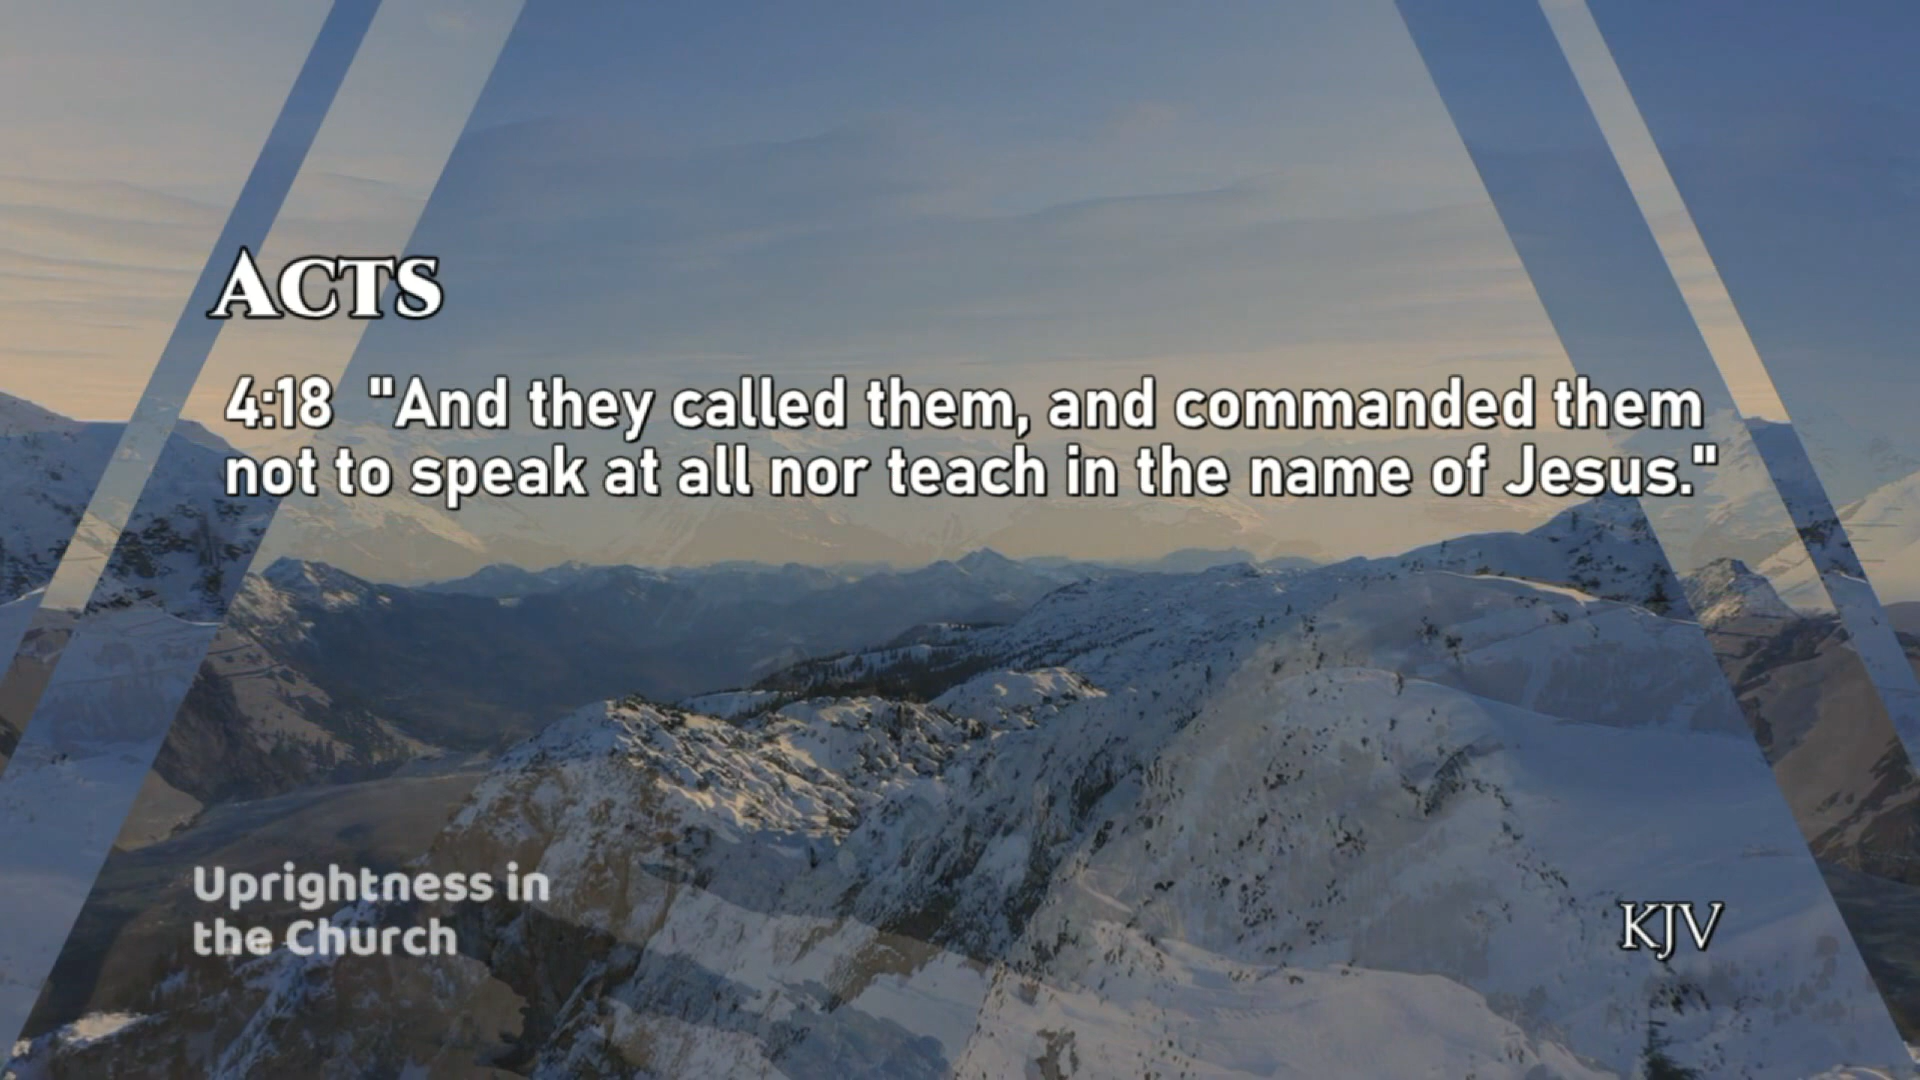 ACTS
4:18 "And they called them, and commanded them
not to speak at all nor teach in the name of Jesus."
Uprightness in
the Church
KJV